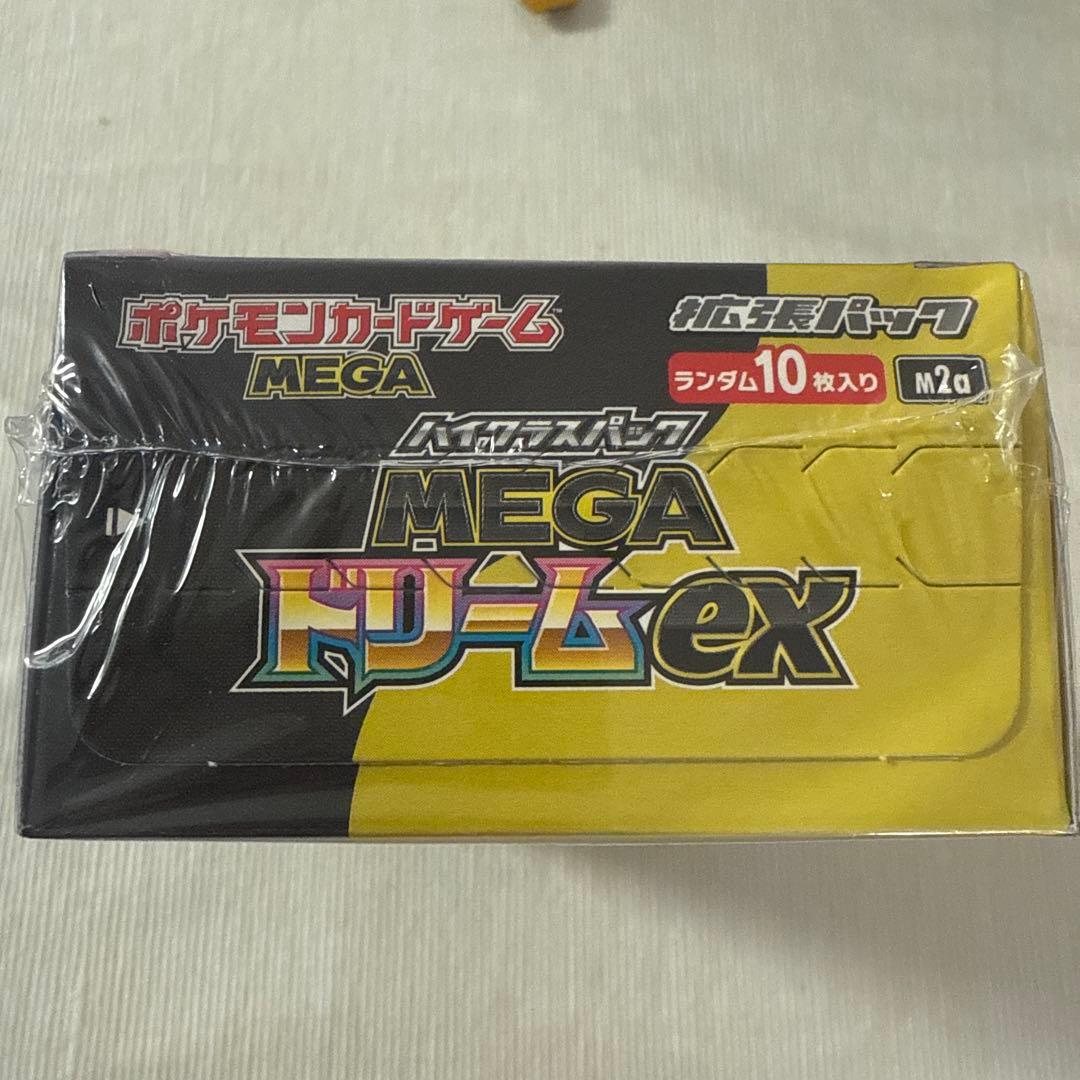 ポケモンカードゲーム™
MEGA
拡張パック
ランダム10枚入り
M2a
ハイクラスパック
MEGA
ドリームex